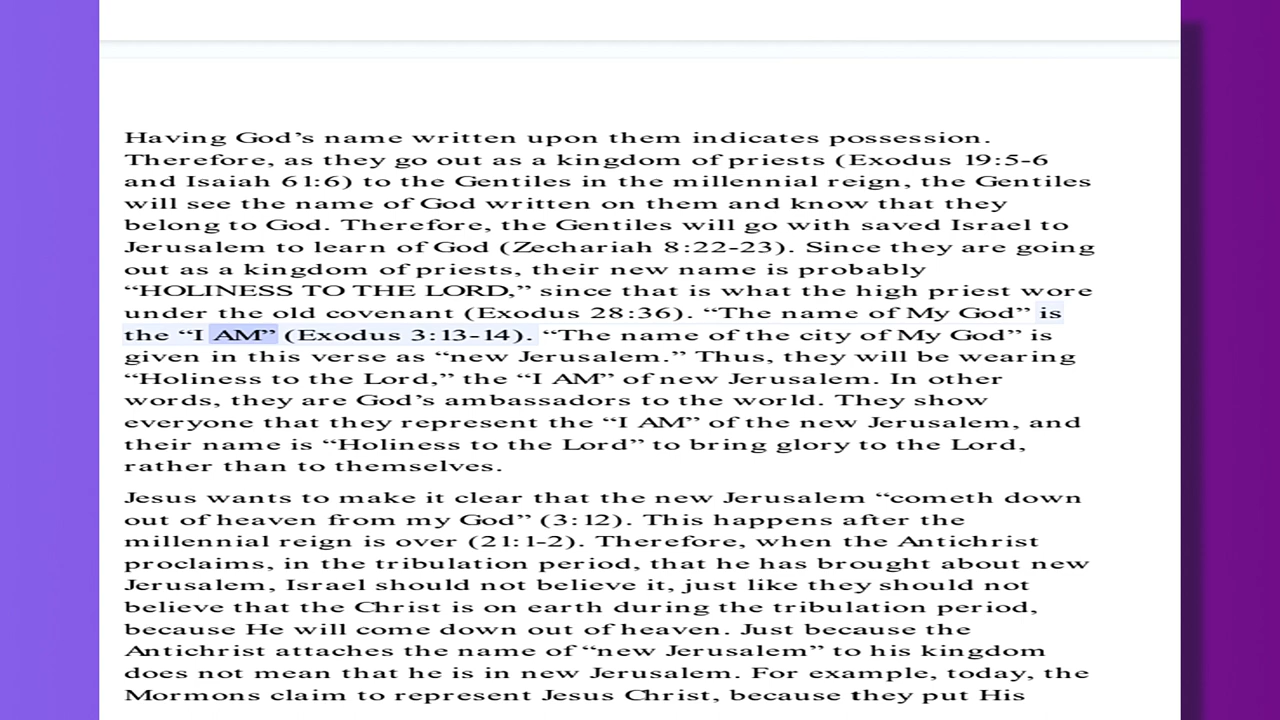 Having God’s name written upon them indicates possession.
Therefore, as they go out as a kingdom of priests (Exodus 19:5-6
and Isaiah 61:6) to the Gentiles in the millennial reign, the Gentiles
will see the name of God written on them and know that they
belong to God. Therefore, the Gentiles will go with saved Israel to
Jerusalem to learn of God (Zechariah 8:22-23). Since they are going
out as a kingdom of priests, their new name is probably
“HOLINESS TO THE LORD,” since that is what the high priest wore
under the old covenant (Exodus 28:36). “The name of My God” is
the “I AM” (Exodus 3:13-14). “The name of the city of My God” is
given in this verse as “new Jerusalem.” Thus, they will be wearing
“Holiness to the Lord,” the “I AM” of new Jerusalem. In other
words, they are God’s ambassadors to the world. They show
everyone that they represent the “I AM” of the new Jerusalem, and
their name is “Holiness to the Lord” to bring glory to the Lord,
rather than to themselves.
Jesus wants to make it clear that the new Jerusalem “cometh down
out of heaven from my God” (3:12). This happens after the
millennial reign is over (21:1-2). Therefore, when the Antichrist
proclaims, in the tribulation period, that he has brought about new
Jerusalem, Israel should not believe it, just like they should not
believe that the Christ is on earth during the tribulation period,
because He will come down out of heaven. Just because the
Antichrist attaches the name of “new Jerusalem” to his kingdom
does not mean that he is in new Jerusalem. For example, today, the
Mormons claim to represent Jesus Christ, because they put His